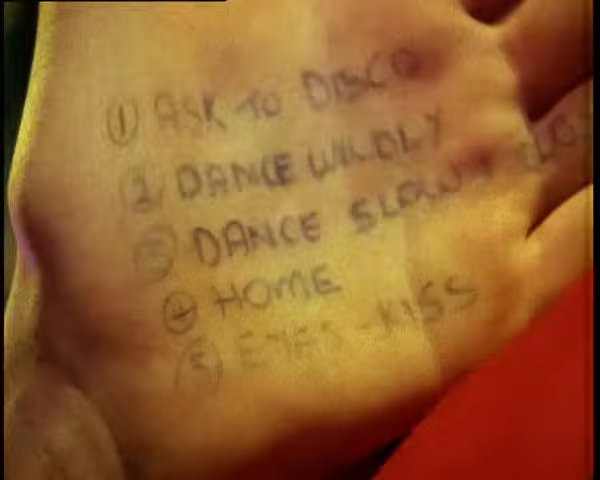 ① ASK TO DISCO
② DANCE WILDLY
③ DANCE SLOW +
④ HOME
⑤ EYES - KISS